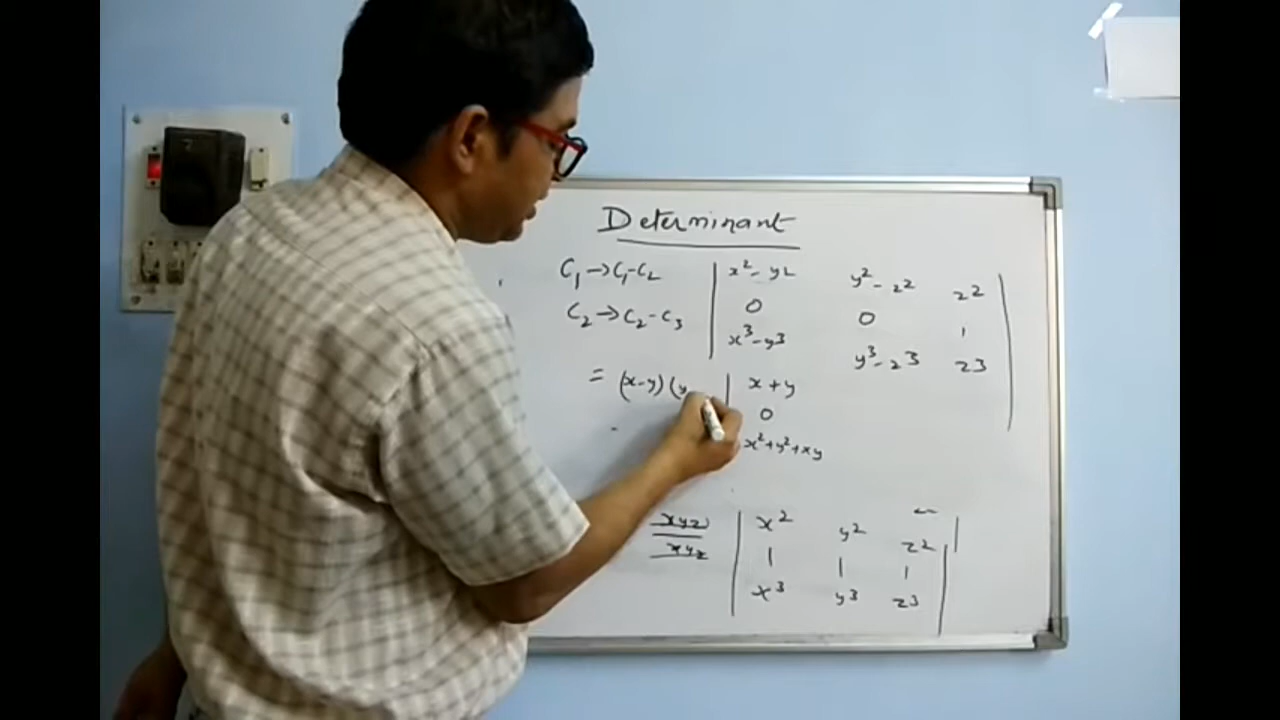 Determinant
C₁→C₁-C₂ | x²-y² y²-z² z² |
C₂→C₂-C₃ | 0 0 1 |
| x³-y³ y³-z³ z³ |
= (x-y)(y | x+y
0
x²+y²+xy
xyz | x² y² z² |
xyz | 1 1 1 |
| x³ y³ z³ |